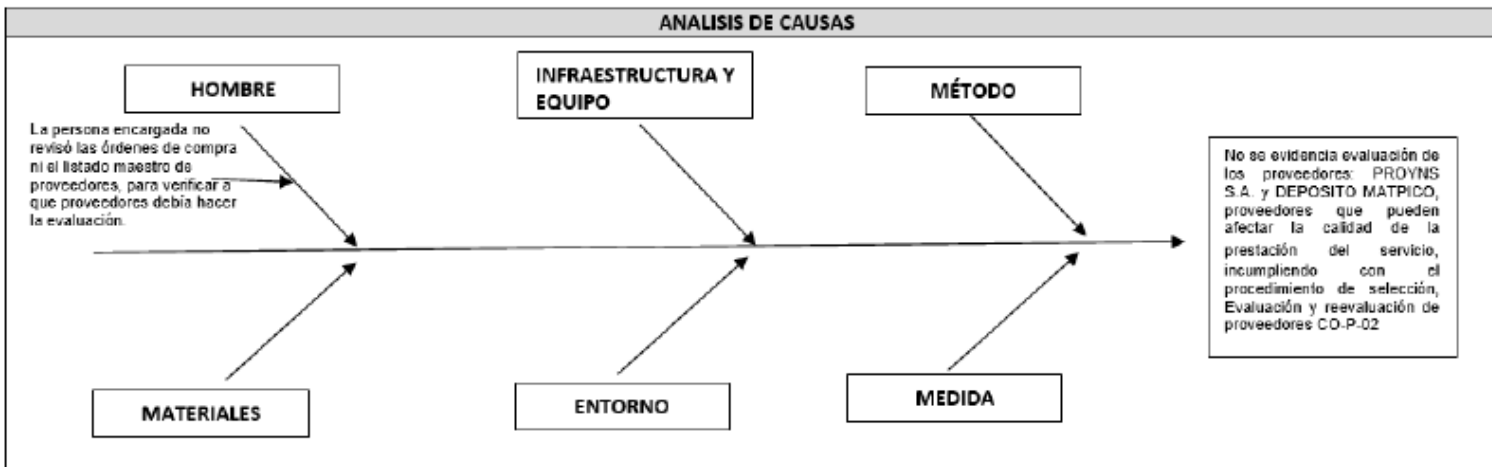 ANALISIS DE CAUSAS
HOMBRE
INFRAESTRUCTURA Y
EQUIPO
MÉTODO
La persona encargada no
revisó las órdenes de compra
ni el listado maestro de
proveedores, para verificar a
que proveedores debía hacer
la evaluación.
No se evidencia evaluación de
los proveedores: PROYNS
S.A. y DEPOSITO MATPICO,
proveedores que pueden
afectar la calidad de la
prestación del servicio,
incumpliendo con el
procedimiento de selección,
Evaluación y reevaluación de
proveedores CO-P-02
MATERIALES
ENTORNO
MEDIDA